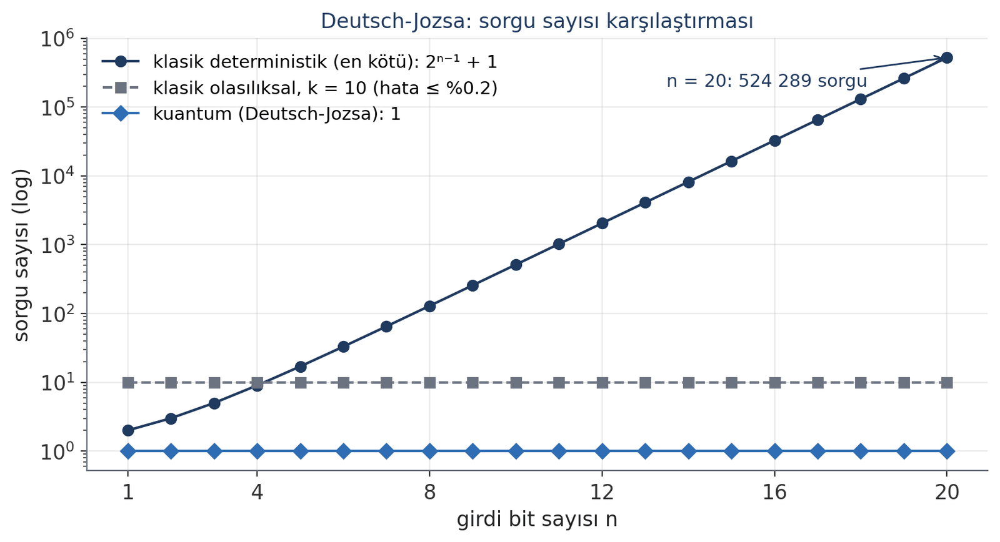 Deutsch-Jozsa: sorgu sayısı karşılaştırması
klasik deterministik (en kötü): 2ⁿ⁻¹ + 1
klasik olasılıksal, k = 10 (hata ≤ %0.2)
kuantum (Deutsch-Jozsa): 1
n = 20: 524 289 sorgu
sorgu sayısı (log)
10⁶
10⁵
10⁴
10³
10²
10¹
10⁰
1 4 8 12 16 20
girdi bit sayısı n